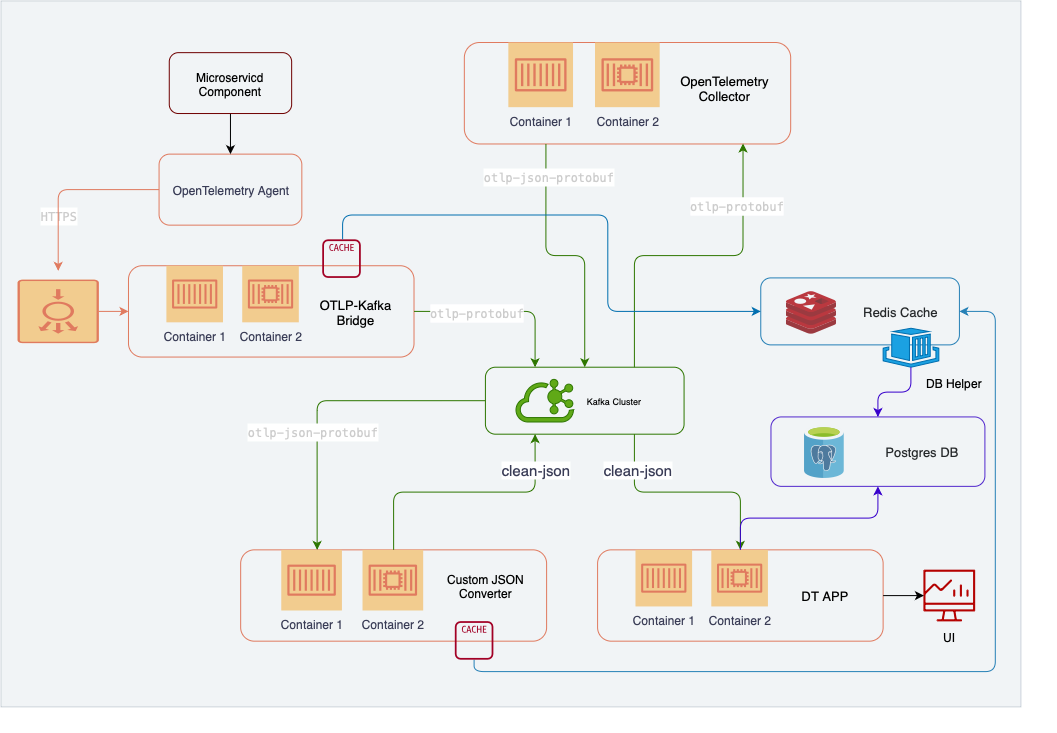 Microservicd
Component
OpenTelemetry Agent
HTTPS
Container 1
Container 2
OpenTelemetry
Collector
otlp-json-protobuf
otlp-protobuf
CACHE
Container 1
Container 2
OTLP-Kafka
Bridge
otlp-protobuf
Redis Cache
DB Helper
Kafka Cluster
otlp-json-protobuf
clean-json
clean-json
Postgres DB
Container 1
Container 2
Custom JSON
Converter
CACHE
Container 1
Container 2
DT APP
UI